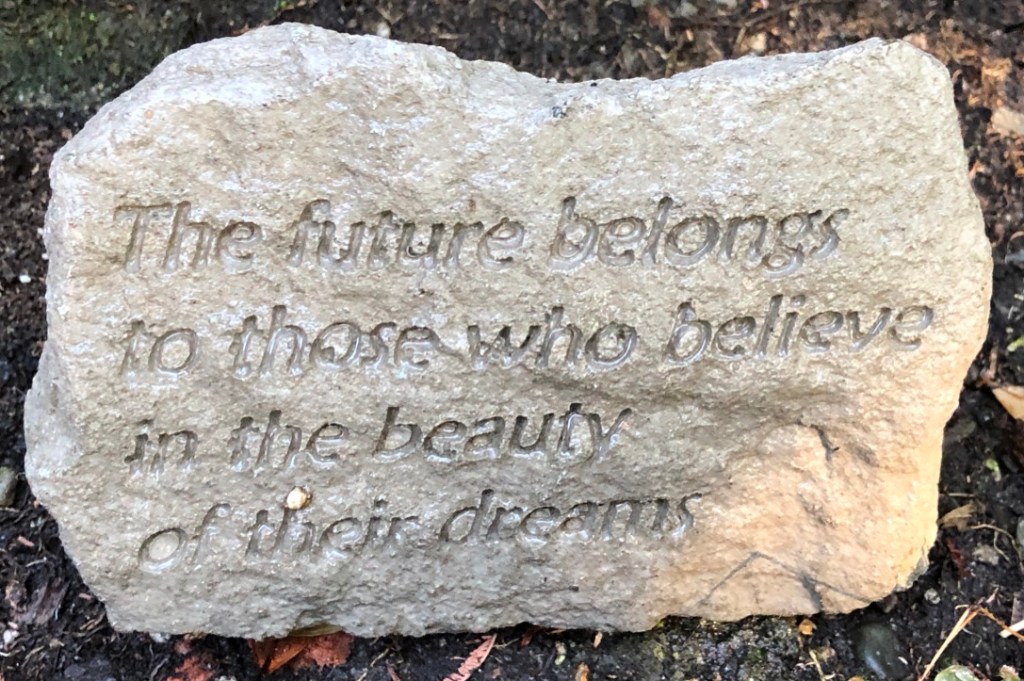 The future belongs
to those who believe
in the beauty
of their dreams